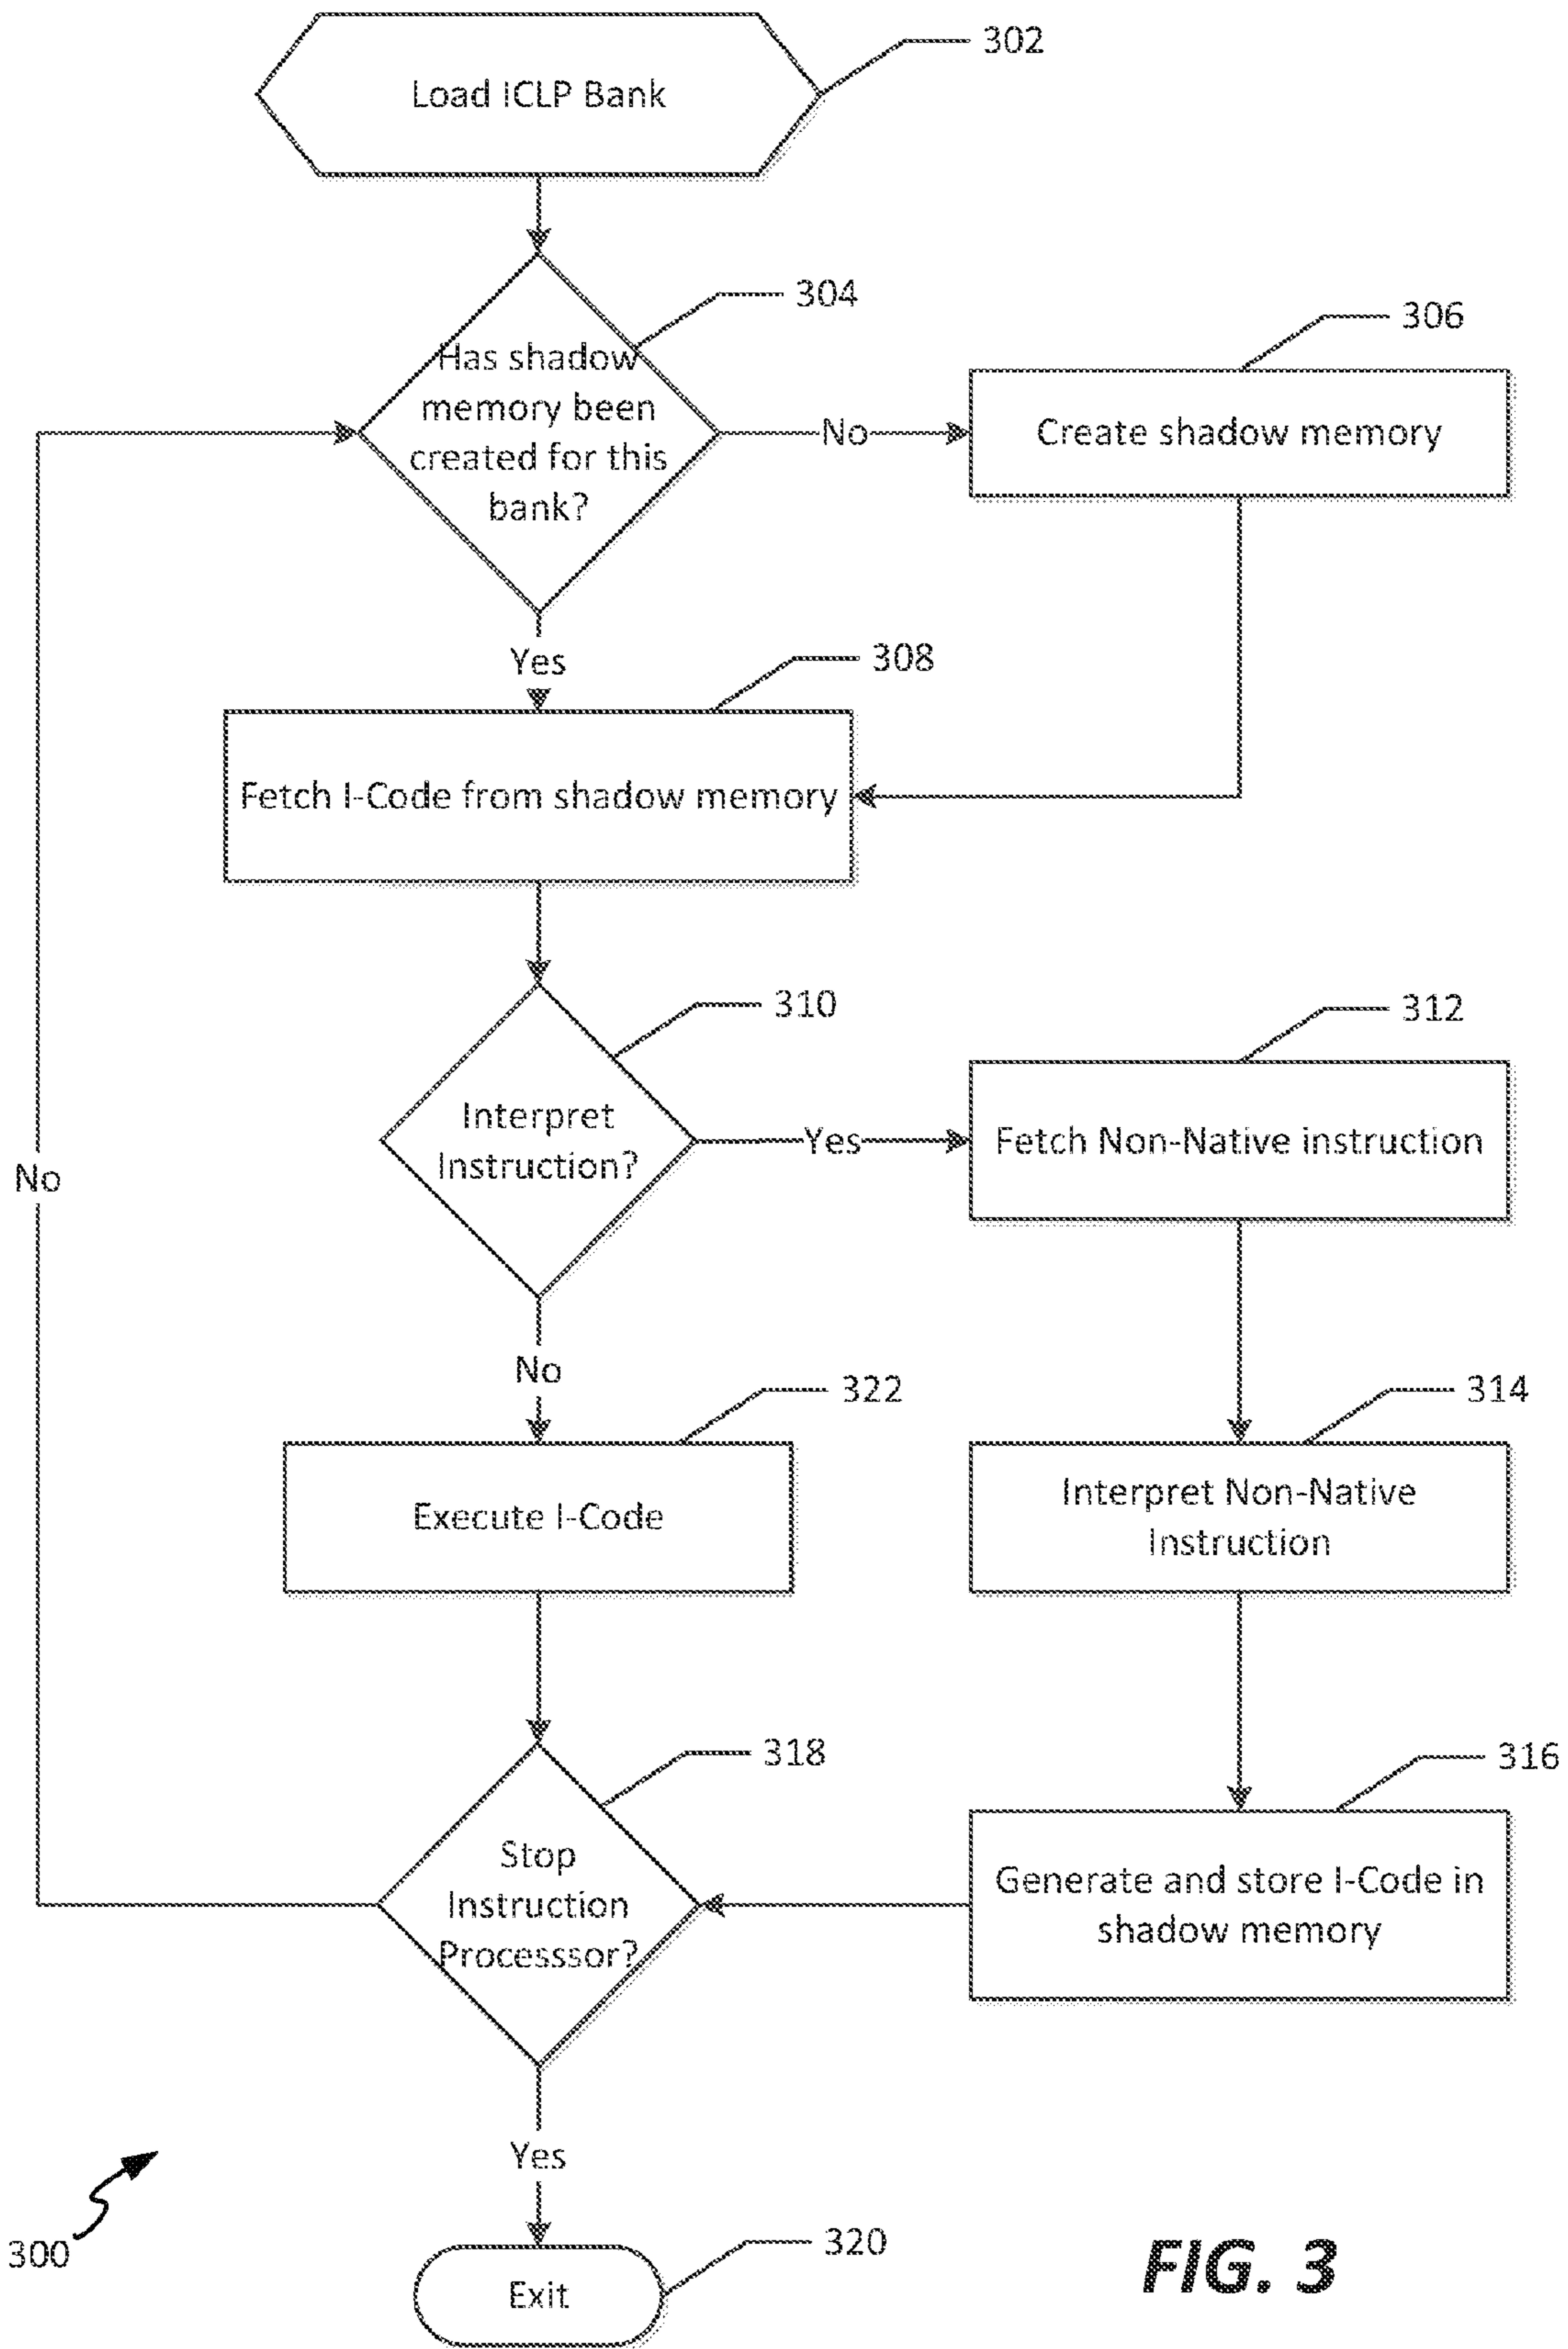 Load ICLP Bank
302
304
Has shadow
memory been
created for this
bank?
No
306
Create shadow memory
Yes
308
Fetch I-Code from shadow memory
310
Interpret
Instruction?
Yes
312
Fetch Non-Native instruction
No
No
322
Execute I-Code
314
Interpret Non-Native
Instruction
318
Stop
Instruction
Processsor?
316
Generate and store I-Code in
shadow memory
Yes
300
320
Exit
FIG. 3